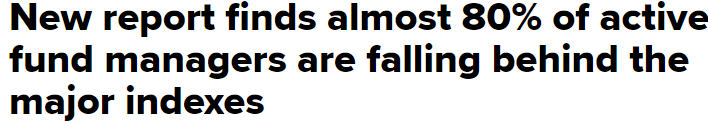 New report finds almost 80% of active
fund managers are falling behind the
major indexes